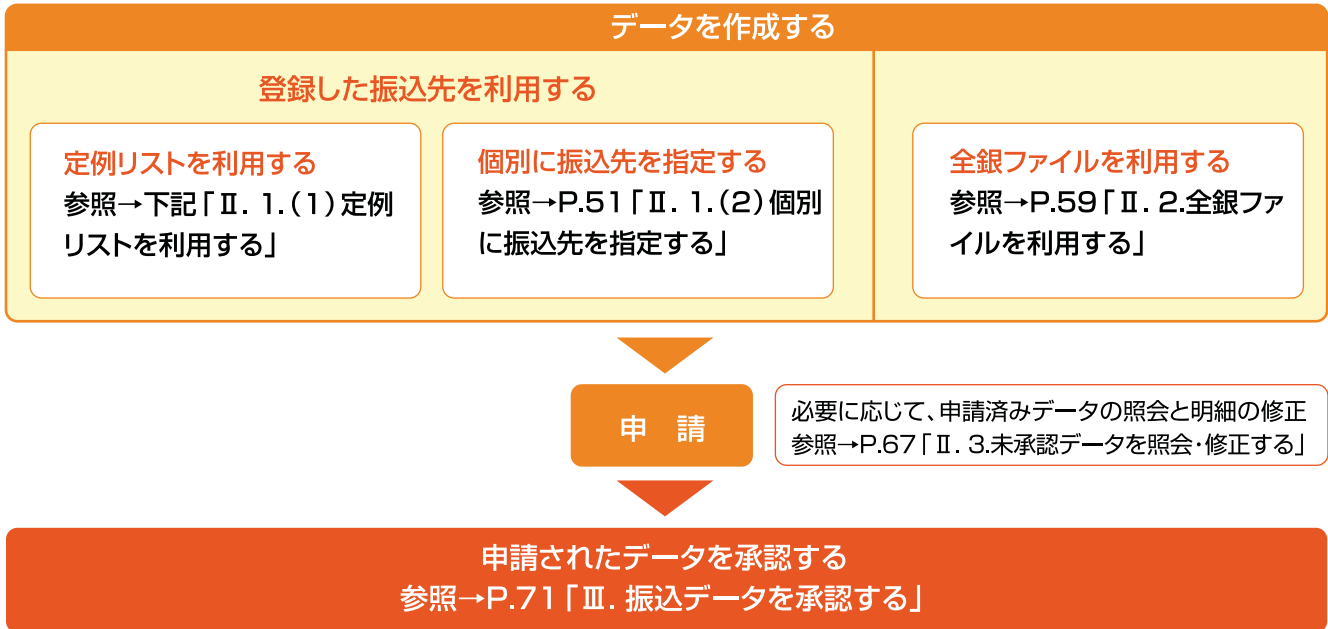 データを作成する
登録した振込先を利用する
定例リストを利用する
参照→下記「Ⅱ. 1.(1)定例
リストを利用する」
個別に振込先を指定する
参照→P.51「Ⅱ. 1.(2)個別
に振込先を指定する」
全銀ファイルを利用する
参照→P.59「Ⅱ. 2.全銀ファ
イルを利用する」
申 請
必要に応じて、申請済みデータの照会と明細の修正
参照→P.67「Ⅱ. 3.未承認データを照会・修正する」
申請されたデータを承認する
参照→P.71「Ⅲ. 振込データを承認する」